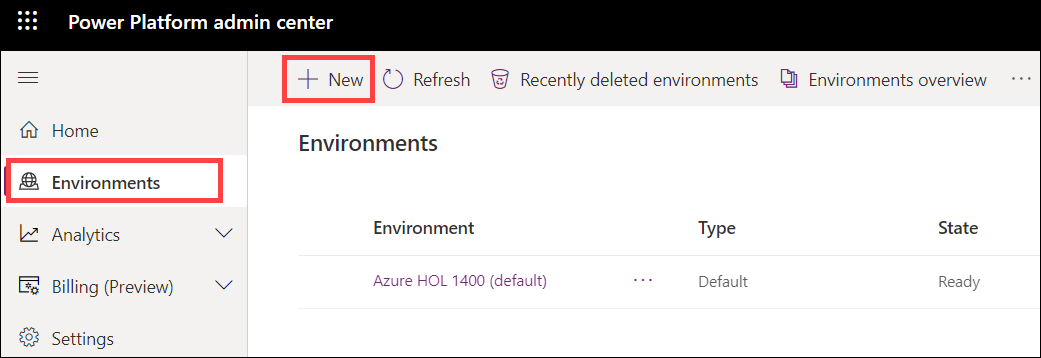 Power Platform admin center
New Refresh Recently deleted environments Environments overview ...
Home
Environments
Analytics
Billing (Preview)
Settings
Environments
Environment Type State
Azure HOL 1400 (default) ... Default Ready